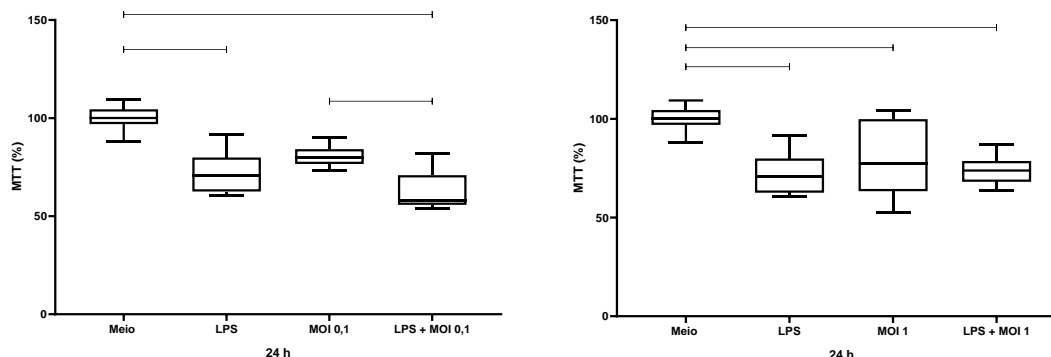 150
100
50
0
MTT (%)
Meio LPS MOI 0,1 LPS + MOI 0,1
24 h
150
100
50
0
MTT (%)
Meio LPS MOI 1 LPS + MOI 1
24 h